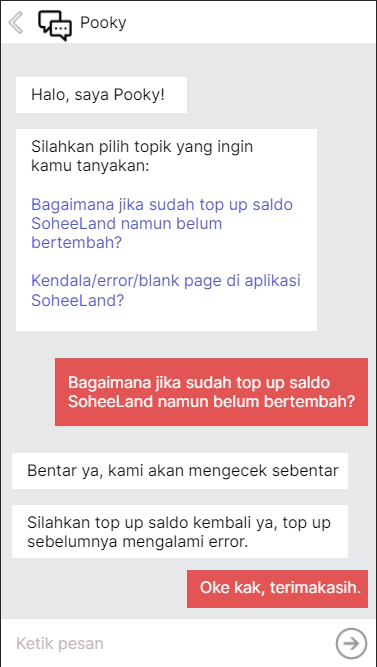 Pooky
Halo, saya Pooky!
Silahkan pilih topik yang ingin
kamu tanyakan:
Bagaimana jika sudah top up saldo
SoheeLand namun belum
bertembah?
Kendala/error/blank page di aplikasi
SoheeLand?
Bagaimana jika sudah top up saldo
SoheeLand namun belum bertembah?
Bentar ya, kami akan mengecek sebentar
Silahkan top up saldo kembali ya, top up
sebelumnya mengalami error.
Oke kak, terimakasih.
Ketik pesan